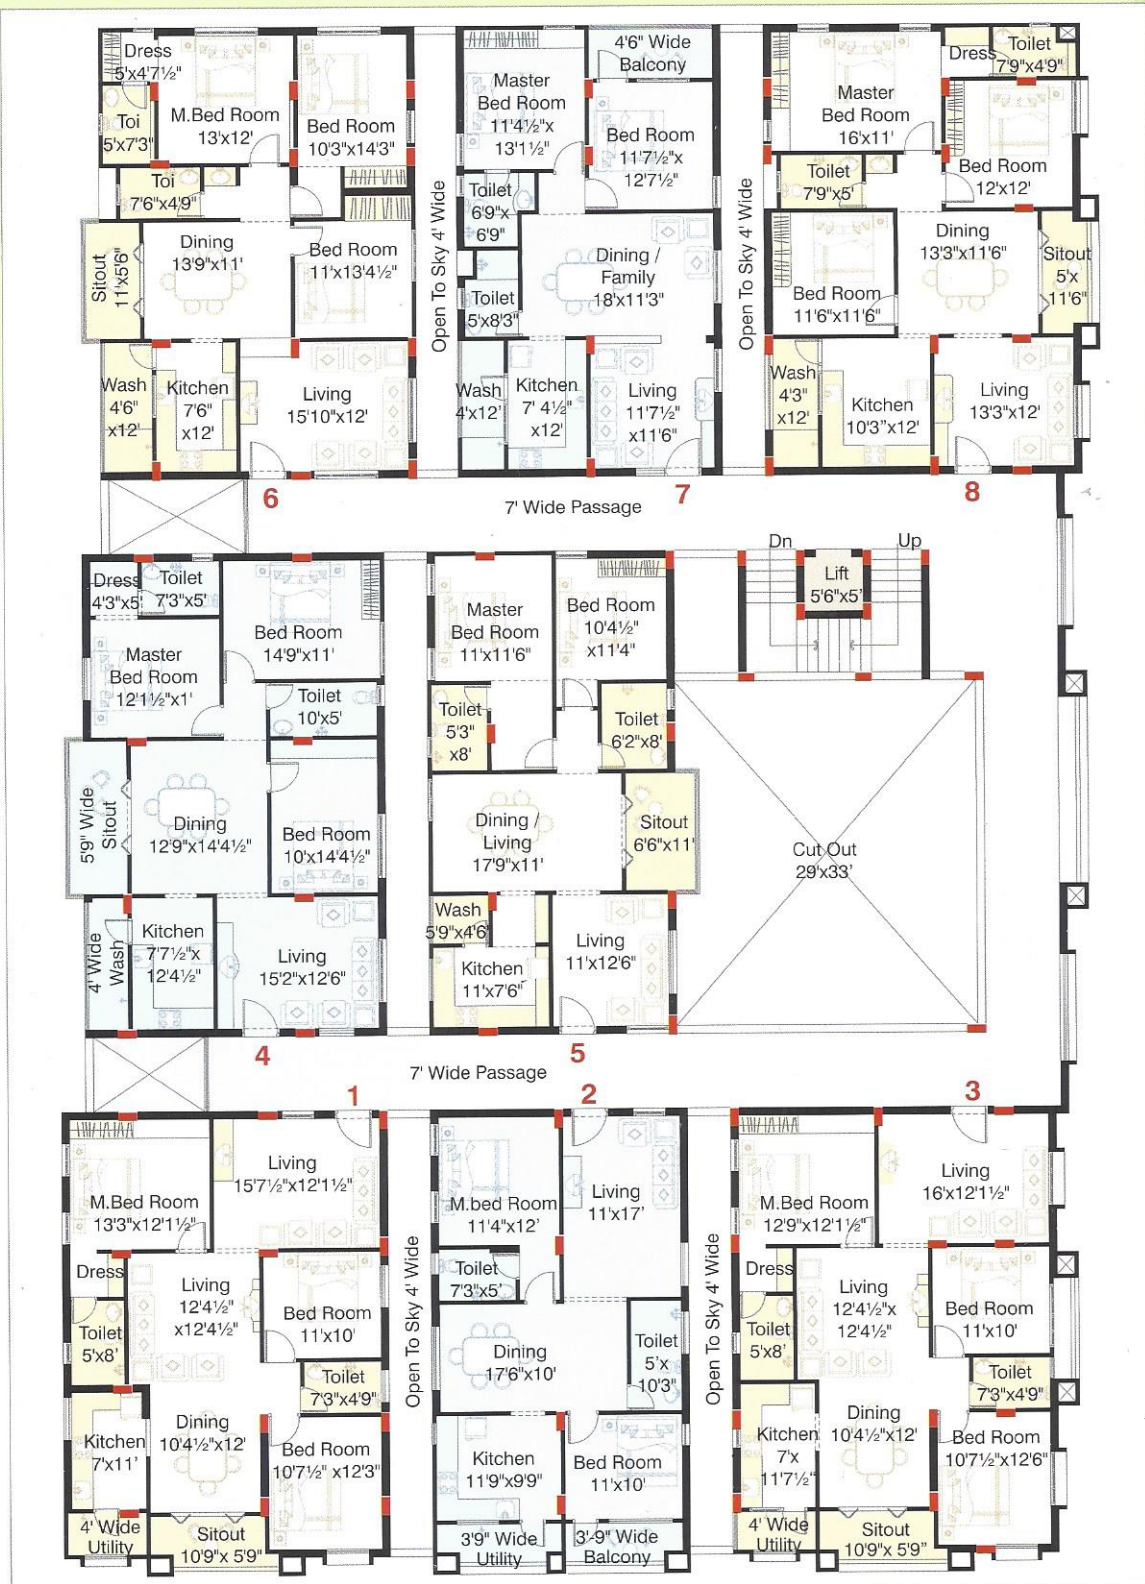 Dress
5'x4'7½"
M.Bed Room
13'x12'
Bed Room
10'3"x14'3"
Toi
5'x7'3"
Toi
7'6"x4'9"
Dining
13'9"x11'
Bed Room
11'x13'4½"
Sitout
11'x5'6"
Wash
4'6"
x12'
Kitchen
7'6"
x12'
Living
15'10"x12'
6
Open To Sky 4' Wide
Master
Bed Room
11'4½"x
13'1½"
4'6" Wide
Balcony
Bed Room
11'7½"x
12'7½"
Toilet
6'9"x
6'9"
Dining /
Family
18'x11'3"
Toilet
5'x8'3"
Wash
4'x12'
Kitchen
7' 4½"
x12'
Living
11'7½"
x11'6"
7
Open To Sky 4' Wide
Master
Bed Room
16'x11'
Dress
Toilet
7'9"x4'9"
Bed Room
12'x12'
Toilet
7'9"x5'
Bed Room
11'6"x11'6"
Dining
13'3"x11'6"
Sitout
5'x
11'6"
Wash
4'3"
x12'
Kitchen
10'3"x12'
Living
13'3"x12'
8
7' Wide Passage
Dress
4'3"x5'
Toilet
7'3"x5'
Bed Room
14'9"x11'
Master
Bed Room
12'1½"x1'
Toilet
10'x5'
5'9" Wide
Sitout
Dining
12'9"x14'4½"
Bed Room
10'x14'4½"
4' Wide
Wash
Kitchen
7'7½"x
12'4½"
Living
15'2"x12'6"
4
Master
Bed Room
11'x11'6"
Bed Room
10'4½"
x11'4"
Toilet
5'3"
x8'
Toilet
6'2"x8'
Dining /
Living
17'9"x11'
Sitout
6'6"x11'
Wash
5'9"x4'6"
Kitchen
11'x7'6"
Living
11'x12'6"
5
Dn
Up
Lift
5'6"x5'
Cut Out
29'x33'
7' Wide Passage
1
M.Bed Room
13'3"x12'1½"
Living
15'7½"x12'1½"
Dress
Living
12'4½"
x12'4½"
Bed Room
11'x10'
Toilet
5'x8'
Toilet
7'3"x4'9"
Kitchen
7'x11'
Dining
10'4½"x12'
Bed Room
10'7½" x12'3"
4' Wide
Utility
Sitout
10'9"x 5'9"
Open To Sky 4' Wide
2
M.bed Room
11'4"x12'
Living
11'x17'
Toilet
7'3"x5'
Dining
17'6"x10'
Toilet
5'x
10'3"
Kitchen
11'9"x9'9"
Bed Room
11'x10'
3'9" Wide
Utility
3'-9" Wide
Balcony
Open To Sky 4' Wide
3
M.Bed Room
12'9"x12'1½"
Living
16'x12'1½"
Dress
Living
12'4½"x
12'4½"
Bed Room
11'x10'
Toilet
5'x8'
Toilet
7'3"x4'9"
Kitchen
7'x
11'7½"
Dining
10'4½"x12'
Bed Room
10'7½"x12'6"
4' Wide
Utility
Sitout
10'9"x 5'9"